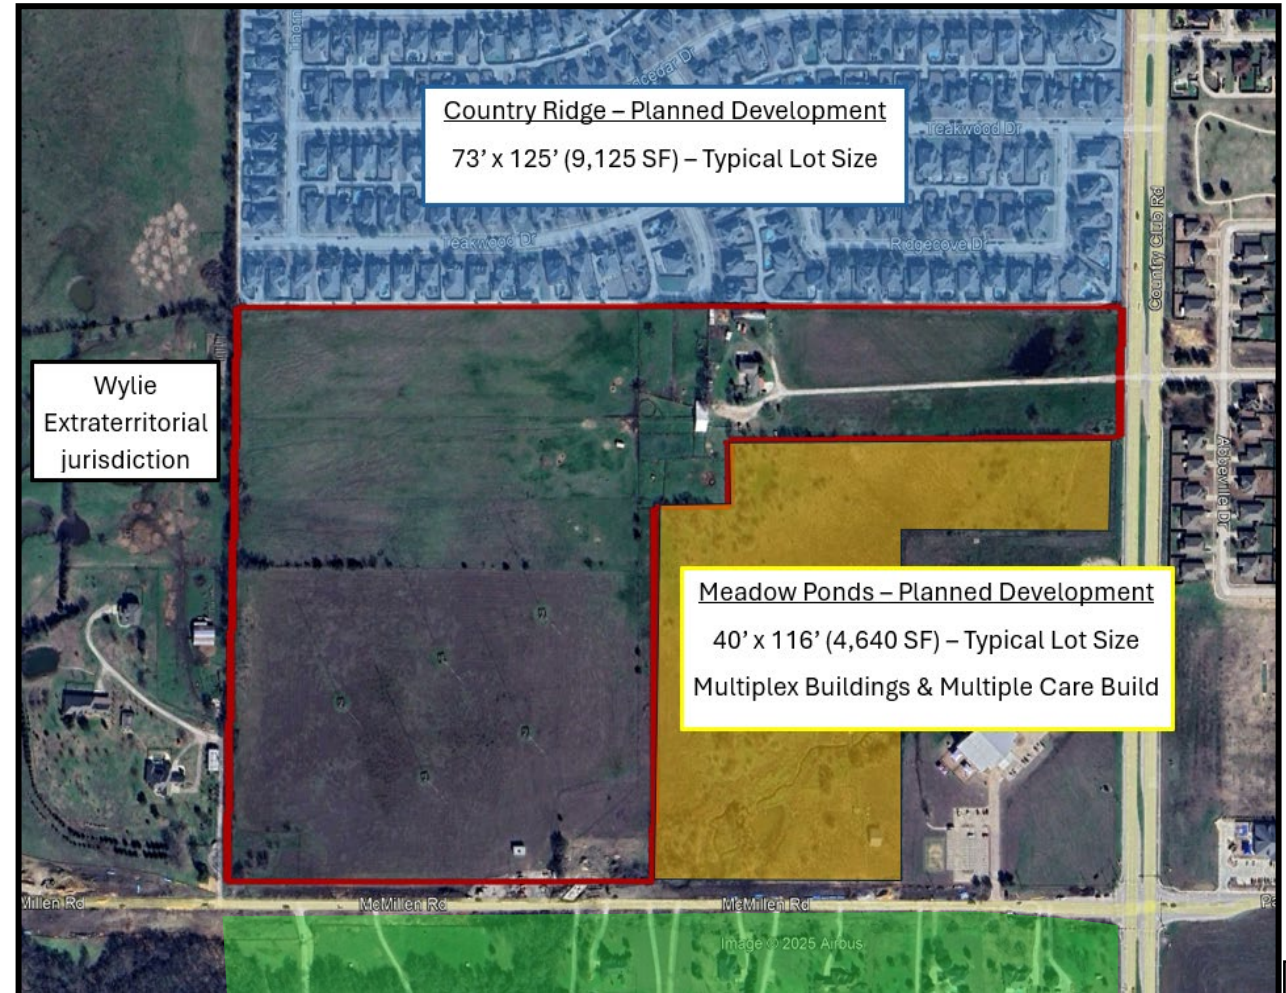 Country Ridge – Planned Development
73’ x 125’ (9,125 SF) – Typical Lot Size
Teakwood Dr
Teakwood Dr
Ridgecove Dr
Country Club Rd
Wylie
Extraterritorial
jurisdiction
Abbeville Dr
Meadow Ponds – Planned Development
40’ x 116’ (4,640 SF) – Typical Lot Size
Multiplex Buildings & Multiple Care Build
Millen Rd
McMillen Rd
McMillen Rd
Image © 2025 Airbus